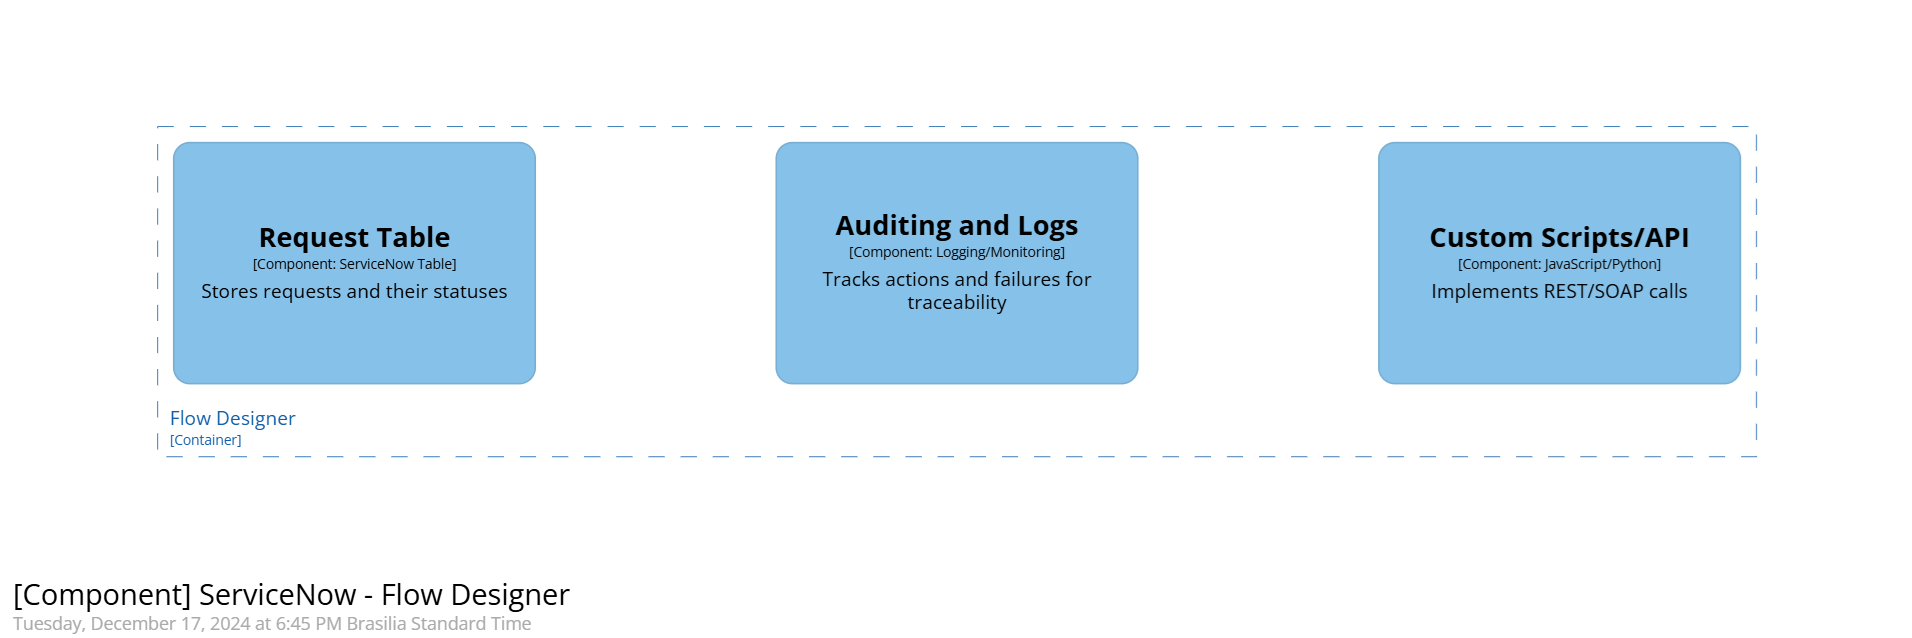 Request Table
[Component: ServiceNow Table]
Stores requests and their statuses
Auditing and Logs
[Component: Logging/Monitoring]
Tracks actions and failures for
traceability
Custom Scripts/API
[Component: JavaScript/Python]
Implements REST/SOAP calls
Flow Designer
[Container]
[Component] ServiceNow - Flow Designer
Tuesday, December 17, 2024 at 6:45 PM Brasilia Standard Time